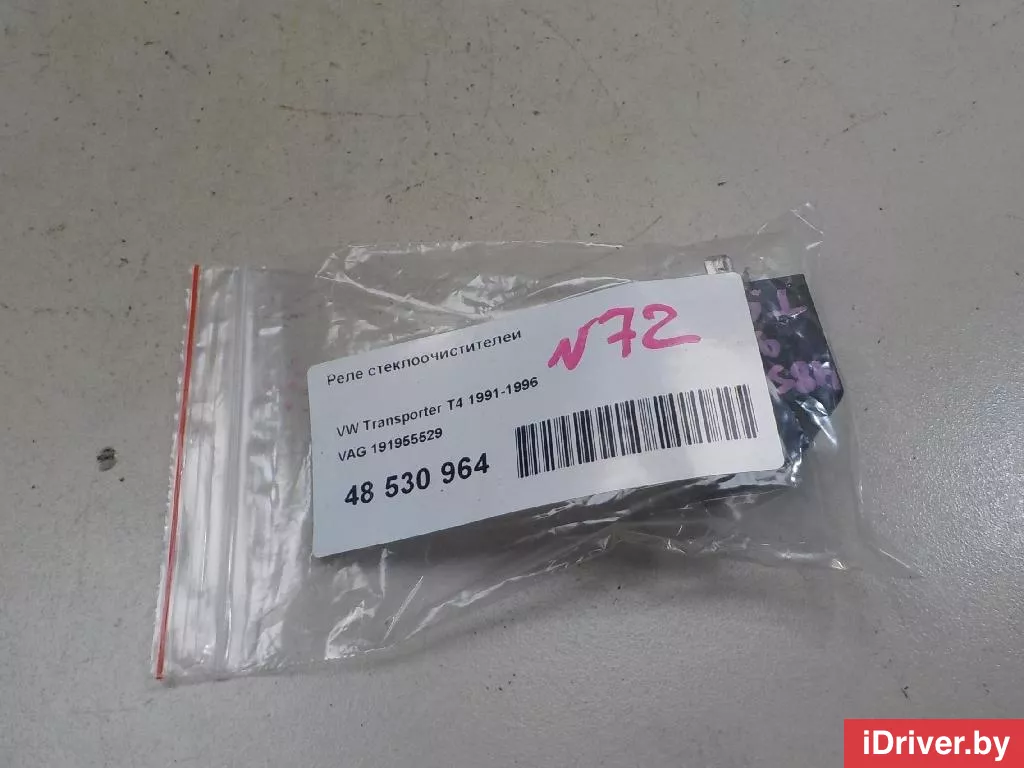 Реле стеклоочистителей
N72
VW Transporter T4 1991-1996
VAG 191955529
48 530 964
iDriver.by